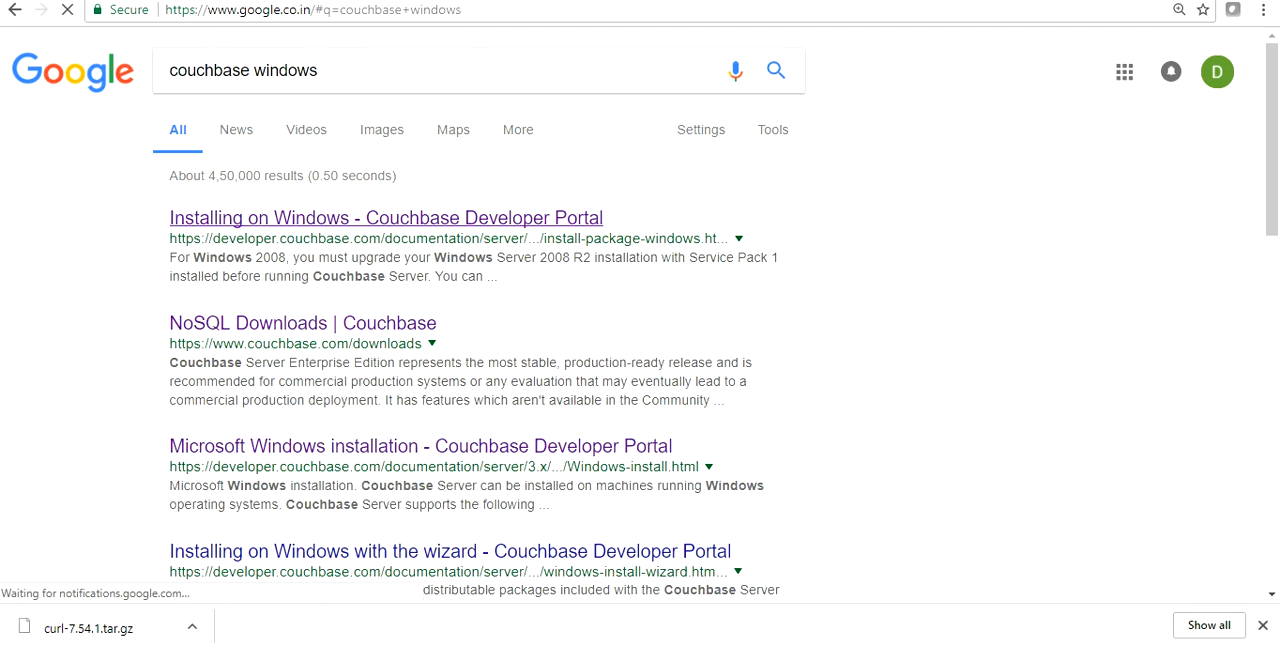 Secure https://www.google.co.in/#q=couchbase+windows
Google
couchbase windows
D
All News Videos Images Maps More Settings Tools
About 4,50,000 results (0.50 seconds)
Installing on Windows - Couchbase Developer Portal
https://developer.couchbase.com/documentation/server/.../install-package-windows.ht...
For Windows 2008, you must upgrade your Windows Server 2008 R2 installation with Service Pack 1
installed before running Couchbase Server. You can ...
NoSQL Downloads | Couchbase
https://www.couchbase.com/downloads
Couchbase Server Enterprise Edition represents the most stable, production-ready release and is
recommended for commercial production systems or any evaluation that may eventually lead to a
commercial production deployment. It has features which aren't available in the Community ...
Microsoft Windows installation - Couchbase Developer Portal
https://developer.couchbase.com/documentation/server/3.x/.../Windows-install.html
Microsoft Windows installation. Couchbase Server can be installed on machines running Windows
operating systems. Couchbase Server supports the following ...
Installing on Windows with the wizard - Couchbase Developer Portal
https://developer.couchbase.com/documentation/server/.../windows-install-wizard.htm...
distributable packages included with the Couchbase Server
Waiting for notifications.google.com...
curl-7.54.1.tar.gz
Show all